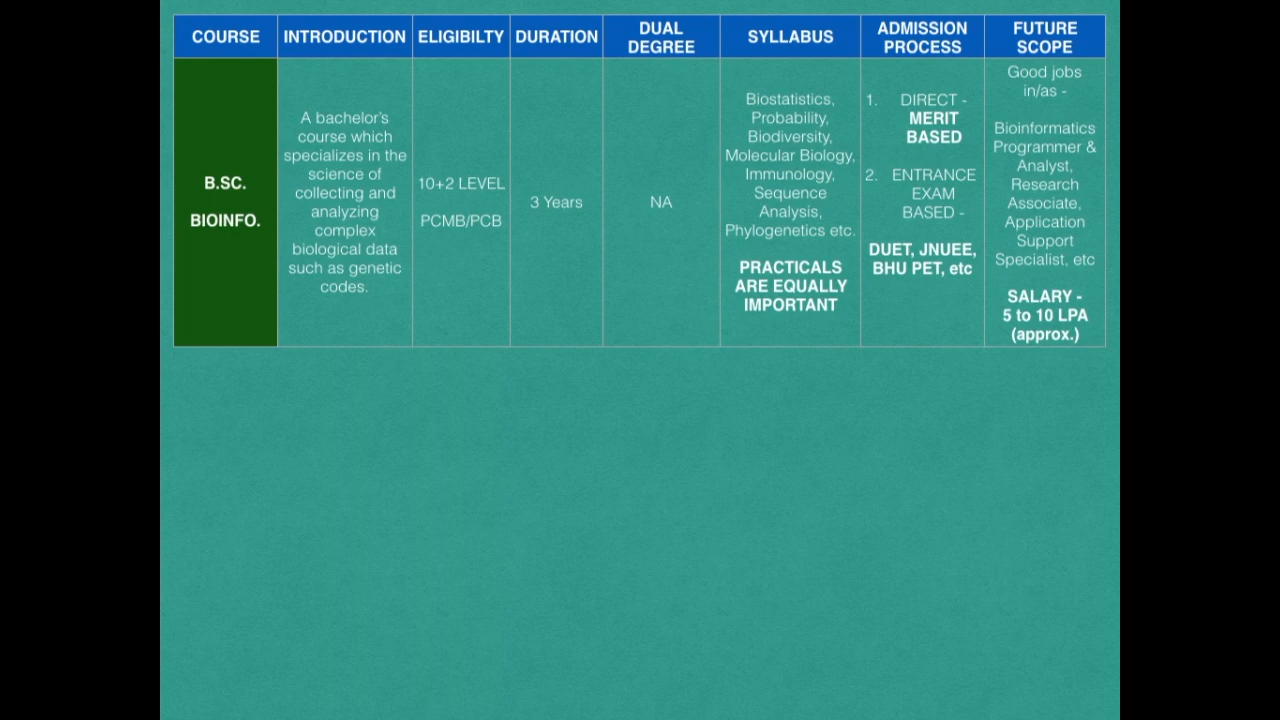 COURSE
INTRODUCTION
ELIGIBILTY
DURATION
DUAL
DEGREE
SYLLABUS
ADMISSION
PROCESS
FUTURE
SCOPE
B.SC.
BIOINFO.
A bachelor's
course which
specializes in the
science of
collecting and
analyzing
complex
biological data
such as genetic
codes.
10+2 LEVEL
PCMB/PCB
3 Years
NA
Biostatistics,
Probability,
Biodiversity,
Molecular Biology,
Immunology,
Sequence
Analysis,
Phylogenetics etc.
PRACTICALS
ARE EQUALLY
IMPORTANT
1. DIRECT -
MERIT
BASED
2. ENTRANCE
EXAM
BASED -
DUET, JNUEE,
BHU PET, etc
Good jobs
in/as -
Bioinformatics
Programmer &
Analyst,
Research
Associate,
Application
Support
Specialist, etc
SALARY -
5 to 10 LPA
(approx.)